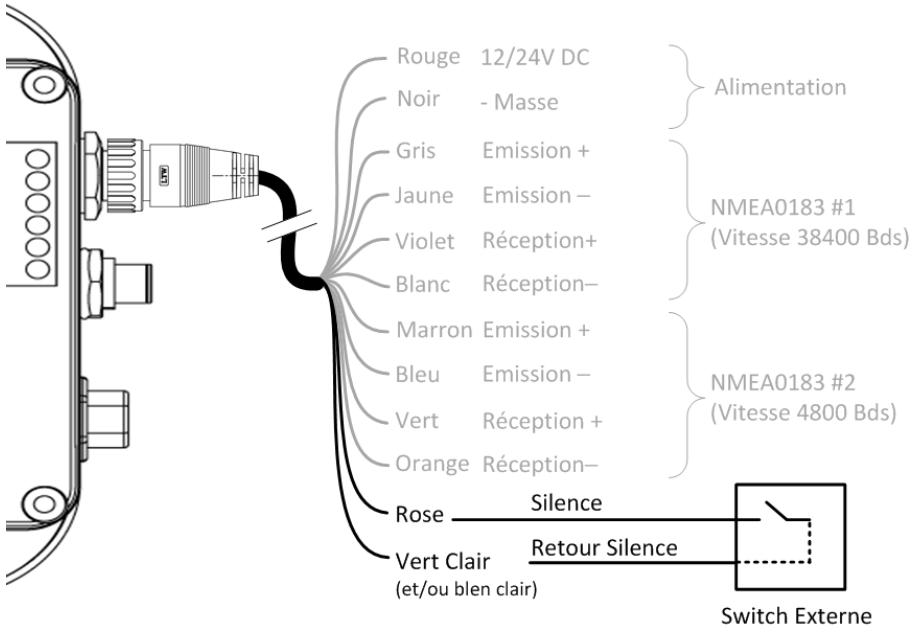 Rouge 12/24V DC
Noir - Masse
Alimentation
Gris Emission +
Jaune Emission –
Violet Réception+
Blanc Réception–
NMEA0183 #1
(Vitesse 38400 Bds)
Marron Emission +
Bleu Emission –
Vert Réception +
Orange Réception–
NMEA0183 #2
(Vitesse 4800 Bds)
Rose Silence
Vert Clair Retour Silence
(et/ou blen clair)
Switch Externe
LTW